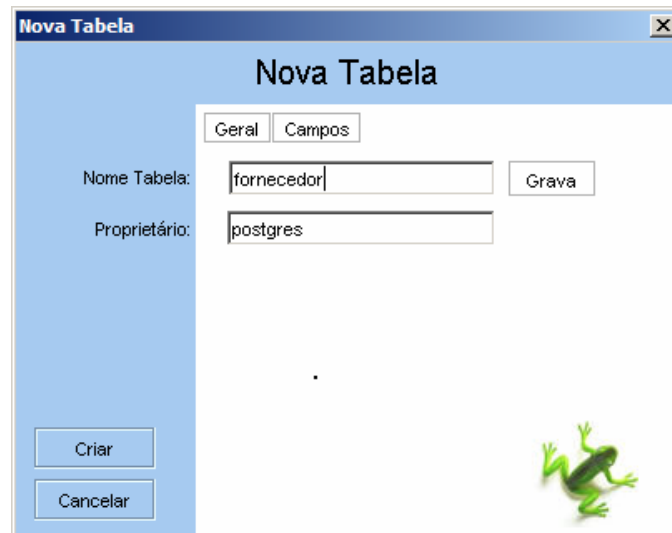 Nova Tabela
Nova Tabela
Geral Campos
Nome Tabela: fornecedor Grava
Proprietário: postgres
Criar
Cancelar